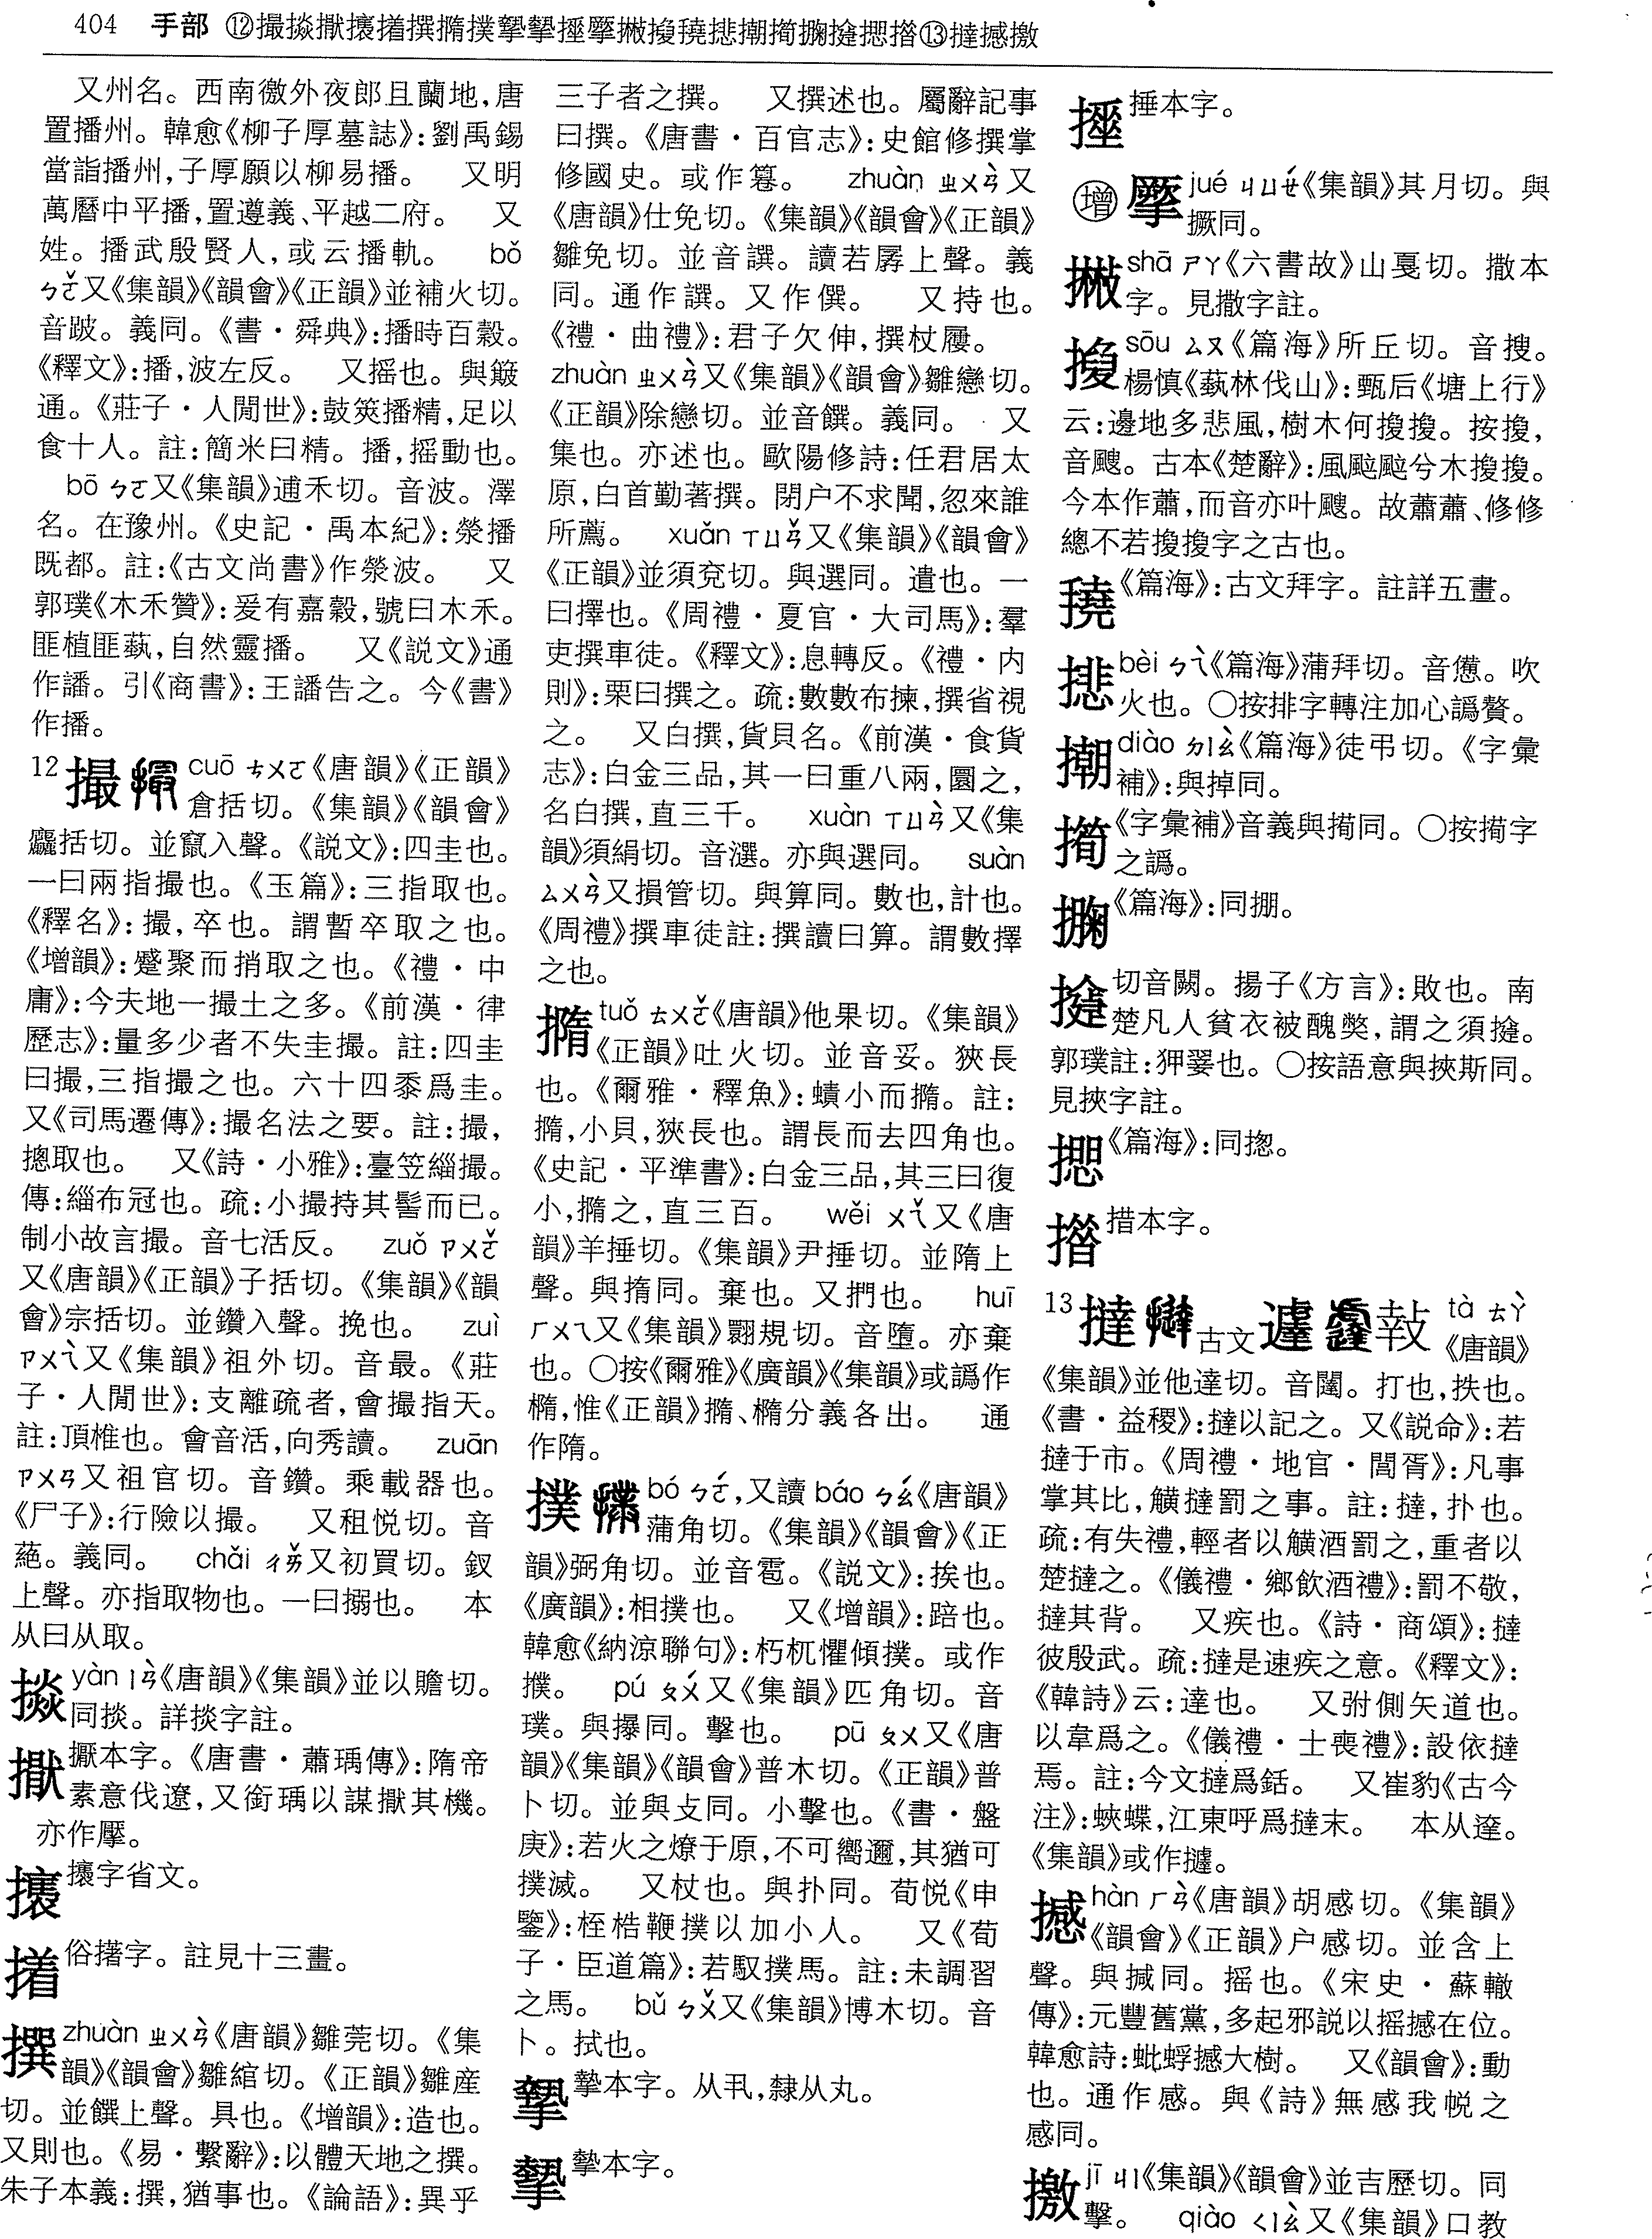 404 手部 ⑫撮掞擫攘撯撰撱撲摯摯捶擪撒撨撓㩈㨄撋掤㨗揔措⑬撻撼撽
又州名。西南徼外夜郎且蘭地,唐
置播州。韓愈《柳子厚墓誌》:劉禹錫
當詣播州,子厚願以柳易播。 又明
萬曆中平播,置遵義、平越二府。 又
姓。播武殷賢人,或云播軌。 bǒ
ㄅㄛˇ又《集韻》《韻會》《正韻》並補火切。
音跛。義同。《書·舜典》:播時百穀。
《釋文》:播,波左反。 又摇也。與簸
通。《莊子·人閒世》:鼓筴播精,足以
食十人。註:簡米曰精。播,摇動也。
bō ㄅㄛ又《集韻》逋禾切。音波。澤
名。在豫州。《史記·禹本紀》:滎播
既都。註:《古文尚書》作滎波。 又
郭璞《木禾贊》:爰有嘉穀,號曰木禾。
匪植匪蓺,自然靈播。 又《説文》通
作譒。引《商書》:王譒告之。今《書》
作播。
12 撮 cuō ㄘㄨㄛ《唐韻》《正韻》
倉括切。《集韻》《韻會》
麤括切。並竄入聲。《説文》:四圭也。
一曰兩指撮也。《玉篇》:三指取也。
《釋名》:撮,卒也。謂暫卒取之也。
《增韻》:蹙聚而捎取之也。《禮·中
庸》:今夫地一撮土之多。《前漢·律
歷志》:量多少者不失圭撮。註:四圭
曰撮,三指撮之也。六十四黍爲圭。
又《司馬遷傳》:撮名法之要。註:撮,
摠取也。 又《詩·小雅》:臺笠緇撮。
傳:緇布冠也。疏:小撮持其髻而已。
制小故言撮。音七活反。 zuǒ ㄗㄨㄛˇ
又《唐韻》《正韻》子括切。《集韻》《韻
會》宗括切。並鑽入聲。挽也。 zuì
ㄗㄨㄟˋ又《集韻》祖外切。音最。《莊
子·人閒世》:支離疏者,會撮指天。
註:頂椎也。會音活,向秀讀。 zuān
ㄗㄨㄢ又祖官切。音鑽。乘載器也。
《尸子》:行險以撮。 又租悦切。音
蕝。義同。 chǎi ㄔㄞˇ又初買切。釵
上聲。亦指取物也。一曰搦也。 本
从曰从取。
yàn ㄧㄢˋ《唐韻》《集韻》並以贍切。
同掞。詳掞字註。
擫本字。《唐書·蕭瑀傳》:隋帝
素意伐遼,又銜瑀以謀其機。
亦作擪。
攘字省文。
俗撯字。註見十三畫。
撰 zhuàn ㄓㄨㄢˋ《唐韻》雛莞切。《集
韻》《韻會》雛綰切。《正韻》雛産
切。並饌上聲。具也。《增韻》:造也。
又則也。《易·繫辭》:以體天地之撰。
朱子本義:撰,猶事也。《論語》:異乎
三子者之撰。 又撰述也。屬辭記事
曰撰。《唐書·百官志》:史館修撰掌
修國史。或作篹。 zhuàn ㄓㄨㄢˋ又
《唐韻》仕免切。《集韻》《韻會》《正韻》
雛免切。並音譔。讀若孱上聲。義
同。通作譔。又作僎。 又持也。
《禮·曲禮》:君子欠伸,撰杖屨。
zhuàn ㄓㄨㄢˋ又《集韻》《韻會》雛戀切。
《正韻》除戀切。並音饌。義同。 又
集也。亦述也。歐陽修詩:任君居太
原,白首勤著撰。閉户不求聞,忽來誰
所薦。 xuǎn ㄒㄩㄢˇ又《集韻》《韻會》
《正韻》並須兗切。與選同。遣也。一
曰擇也。《周禮·夏官·大司馬》:羣
吏撰車徒。《釋文》:息轉反。《禮·内
則》:栗曰撰之。疏:數數布揀,撰省視
之。 又白撰,貨貝名。《前漢·食貨
志》:白金三品,其一曰重八兩,圜之,
名白撰,直三千。 xuàn ㄒㄩㄢˋ又《集
韻》須絹切。音選。亦與選同。 suàn
ㄙㄨㄢˋ又損管切。與算同。數也,計也。
《周禮》撰車徒註:撰讀曰算。謂數擇
之也。
撱 tuǒ ㄊㄨㄛˇ《唐韻》他果切。《集韻》
《正韻》吐火切。並音妥。狹長
也。《爾雅·釋魚》:蟦小而撱。註:
撱,小貝,狹長也。謂長而去四角也。
《史記·平準書》:白金三品,其三曰復
小,撱之,直三百。 wěi ㄨㄟˇ又《唐
韻》羊捶切。《集韻》尹捶切。並隋上
聲。與揹同。棄也。又捫也。 huī
ㄏㄨㄟ又《集韻》翾規切。音墮。亦棄
也。○按《爾雅》《廣韻》《集韻》或譌作
橢,惟《正韻》撱、橢分義各出。 通
作隋。
撲 bó ㄅㄛˊ,又讀 báo ㄅㄠˊ《唐韻》
蒲角切。《集韻》《韻會》《正
韻》弼角切。並音雹。《説文》:挨也。
《廣韻》:相撲也。 又《增韻》:踣也。
韓愈《納涼聯句》:朽杌懼傾撲。或作
㩧。 pú ㄆㄨˊ又《集韻》匹角切。音
璞。與㩧同。擊也。 pū ㄆㄨ又《唐
韻》《集韻》《韻會》普木切。《正韻》普
卜切。並與攴同。小擊也。《書·盤
庚》:若火之燎于原,不可嚮邇,其猶可
撲滅。 又杖也。與扑同。荀悦《申
鑒》:桎梏鞭撲以加小人。 又《荀
子·臣道篇》:若馭撲馬。註:未調習
之馬。 bǔ ㄅㄨˇ又《集韻》博木切。音
卜。拭也。
摯本字。从丮,隸从丸。
摯本字。
捶本字。
增 jué ㄐㄩㄝˊ《集韻》其月切。與
撅同。
shā ㄕㄚ《六書故》山戛切。撒本
字。見撒字註。
sōu ㄙㄡ《篇海》所丘切。音搜。
楊慎《蓺林伐山》:甄后《塘上行》
云:邊地多悲風,樹木何。按,
音颼。古本《楚辭》:風颭颭兮木。
今本作蕭,而音亦叶颼。故蕭蕭、修修
總不若字之古也。
《篇海》:古文拜字。註詳五畫。
bèi ㄅㄟˋ《篇海》蒲拜切。音憊。吹
火也。○按排字轉注加心譌贅。
diào ㄉㄧㄠˋ《篇海》徒弔切。《字彙
補》:與掉同。
《字彙補》音義與同。○按字
之譌。
《篇海》:同掤。
切音闕。揚子《方言》:敗也。南
楚凡人貧衣被醜獘,謂之須。
郭璞註:狎翣也。○按語意與挾斯同。
見挾字註。
《篇海》:同揔。
措本字。
13 撻 古文 tà ㄊㄚˋ
《唐韻》
《集韻》並他達切。音闥。打也,抶也。
《書·益稷》:撻以記之。又《説命》:若
撻于市。《周禮·地官·閭胥》:凡事
掌其比,觵撻罰之事。註:撻,扑也。
疏:有失禮,輕者以觵酒罰之,重者以
楚撻之。《儀禮·鄉飲酒禮》:罰不敬,
撻其背。 又疾也。《詩·商頌》:撻
彼殷武。疏:撻是速疾之意。《釋文》:
《韓詩》云:達也。 又弣側矢道也。
以韋爲之。《儀禮·士喪禮》:設依撻
焉。註:今文撻爲銛。 又崔豹《古今
注》:蛺蝶,江東呼爲撻末。 本从達。
《集韻》或作㩉。
撼 hàn ㄏㄢˋ《唐韻》胡感切。《集韻》
《韻會》《正韻》户感切。並含上
聲。與揻同。摇也。《宋史·蘇轍
傳》:元豐舊黨,多起邪説以摇撼在位。
韓愈詩:蚍蜉撼大樹。 又《韻會》:動
也。通作感。與《詩》無感我帨之
感同。
撽 jī ㄐㄧ《集韻》《韻會》並吉歷切。同
擊。 qiào ㄑㄧㄠˋ又《集韻》口教